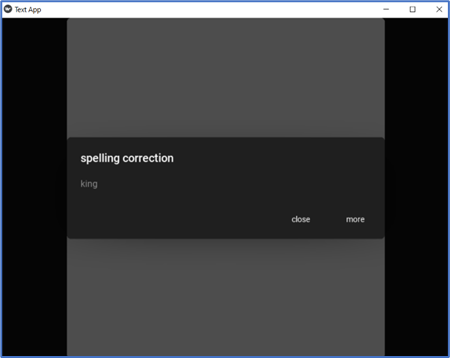 Text App
spelling correction
king
close more